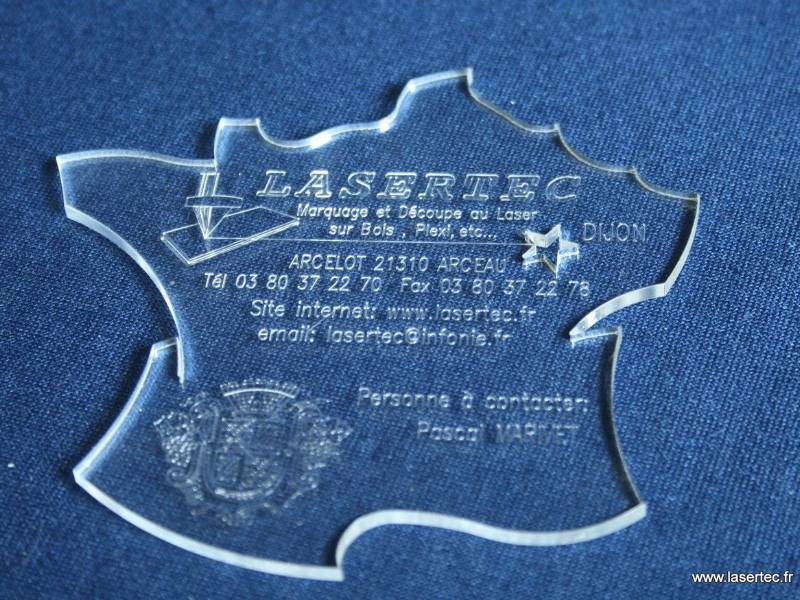 LASERTEC
Marquage et Découpe au Laser
sur Bois, Plexi, etc...
DIJON
ARCELOT 21310 ARCEAU
Tél 03 80 37 22 70 Fax 03 80 37 22 78
Site internet: www.lasertec.fr
email: lasertec@infonie.fr
Personne à contacter:
Pascal MARIVET
www.lasertec.fr